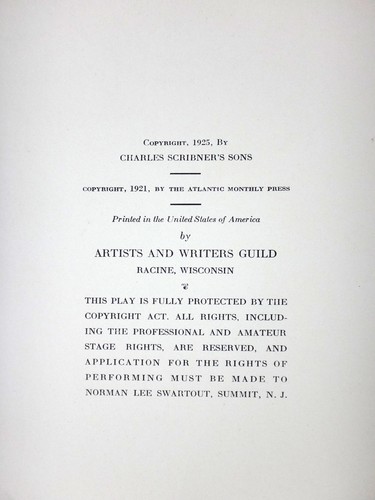 COPYRIGHT, 1925, BY
CHARLES SCRIBNER'S SONS
COPYRIGHT, 1921, BY THE ATLANTIC MONTHLY PRESS
Printed in the United States of America
by
ARTISTS AND WRITERS GUILD
RACINE, WISCONSIN
THIS PLAY IS FULLY PROTECTED BY THE
COPYRIGHT ACT. ALL RIGHTS, INCLUD-
ING THE PROFESSIONAL AND AMATEUR
STAGE RIGHTS, ARE RESERVED, AND
APPLICATION FOR THE RIGHTS OF
PERFORMING MUST BE MADE TO
NORMAN LEE SWARTOUT, SUMMIT, N. J.